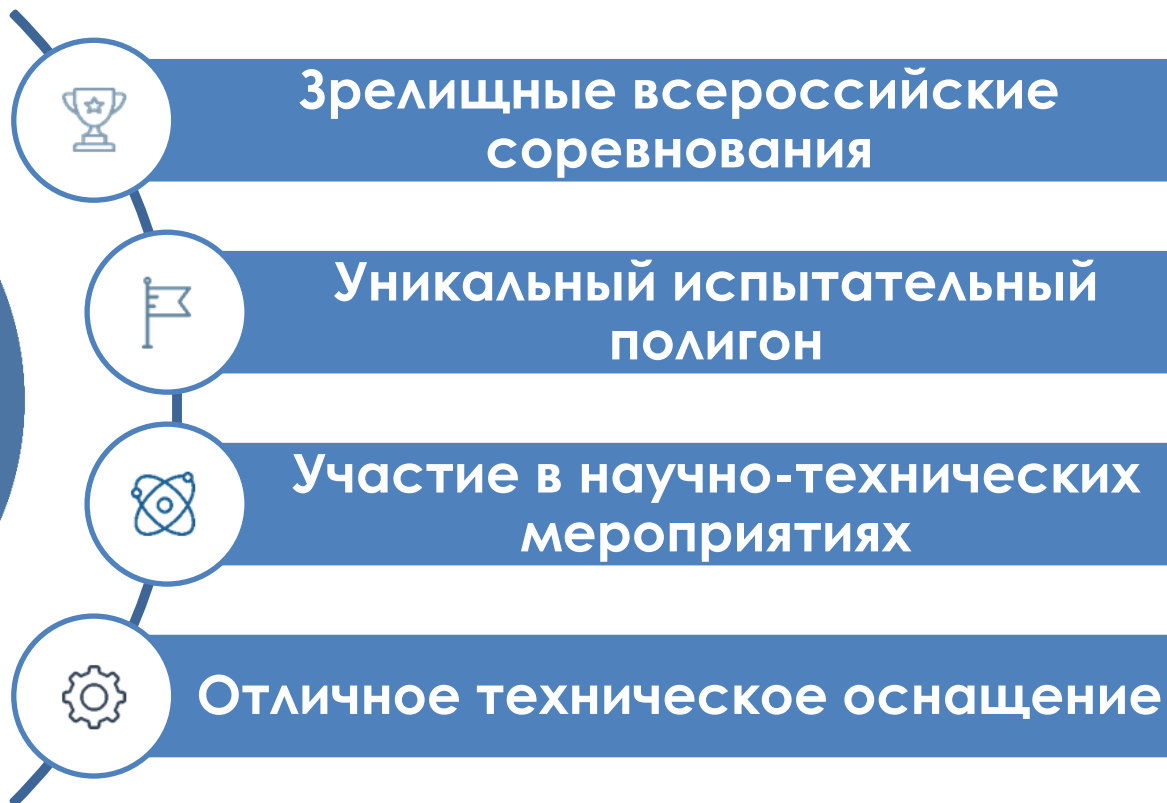 Зрелищные всероссийские
соревнования
Уникальный испытательный
полигон
Участие в научно-технических
мероприятиях
Отличное техническое оснащение